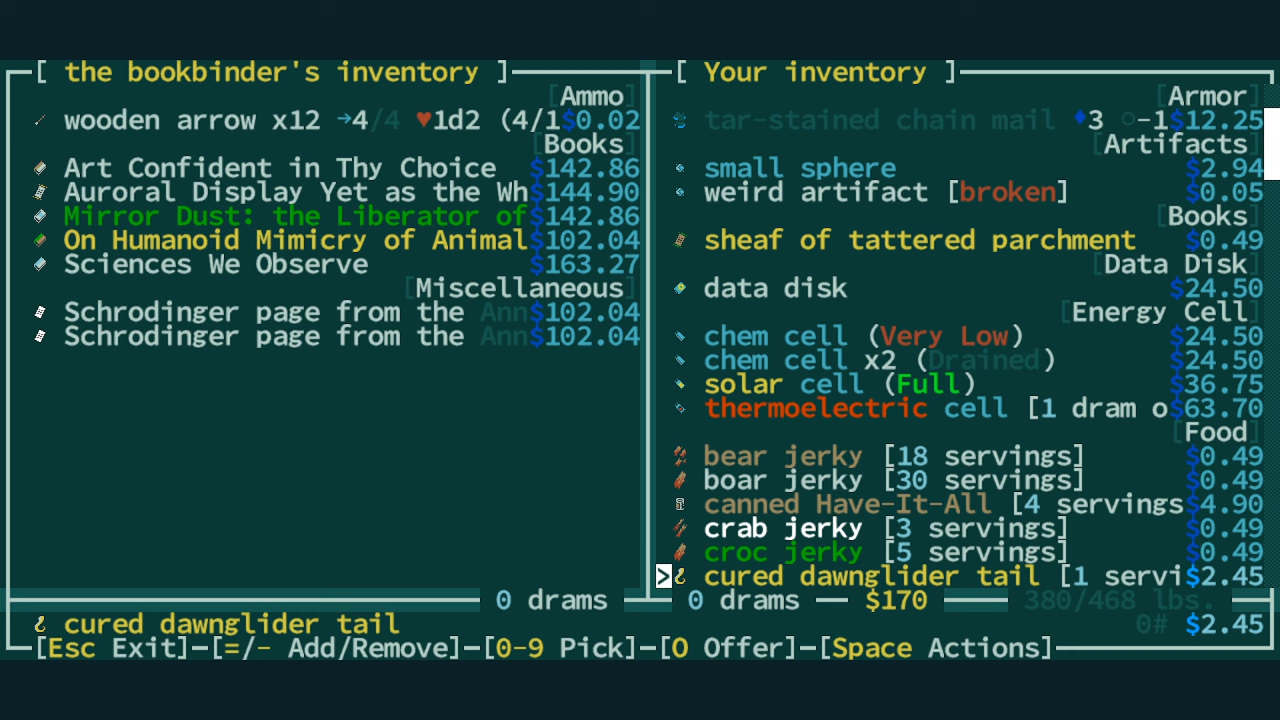 [ the bookbinder's inventory ]
[Ammo]
wooden arrow x12 →4/4 ♥1d2 (4/1$0.02
[Books]
Art Confident in Thy Choice $142.86
Auroral Display Yet as the Wh$144.90
Mirror Dust: the Liberator of$142.86
On Humanoid Mimicry of Animal$102.04
Sciences We Observe $163.27
[Miscellaneous]
Schrodinger page from the Ann$102.04
Schrodinger page from the Ann$102.04
0 drams
[ Your inventory ]
[Armor]
tar-stained chain mail ♦3 ○-1$12.25
[Artifacts]
small sphere $2.94
weird artifact [broken] $0.05
[Books]
sheaf of tattered parchment $0.49
[Data Disk]
data disk $24.50
[Energy Cell]
chem cell (Very Low) $24.50
chem cell x2 (Drained) $24.50
solar cell (Full) $36.75
thermoelectric cell [1 dram o$63.70
[Food]
bear jerky [18 servings] $0.49
boar jerky [30 servings] $0.49
canned Have-It-All [4 servings$4.90
crab jerky [3 servings] $0.49
croc jerky [5 servings] $0.49
> cured dawnglider tail [1 servi$2.45
0 drams — $170 380/468 lbs.
cured dawnglider tail 0# $2.45
[Esc Exit]—[=/- Add/Remove]—[0-9 Pick]—[O Offer]—[Space Actions]